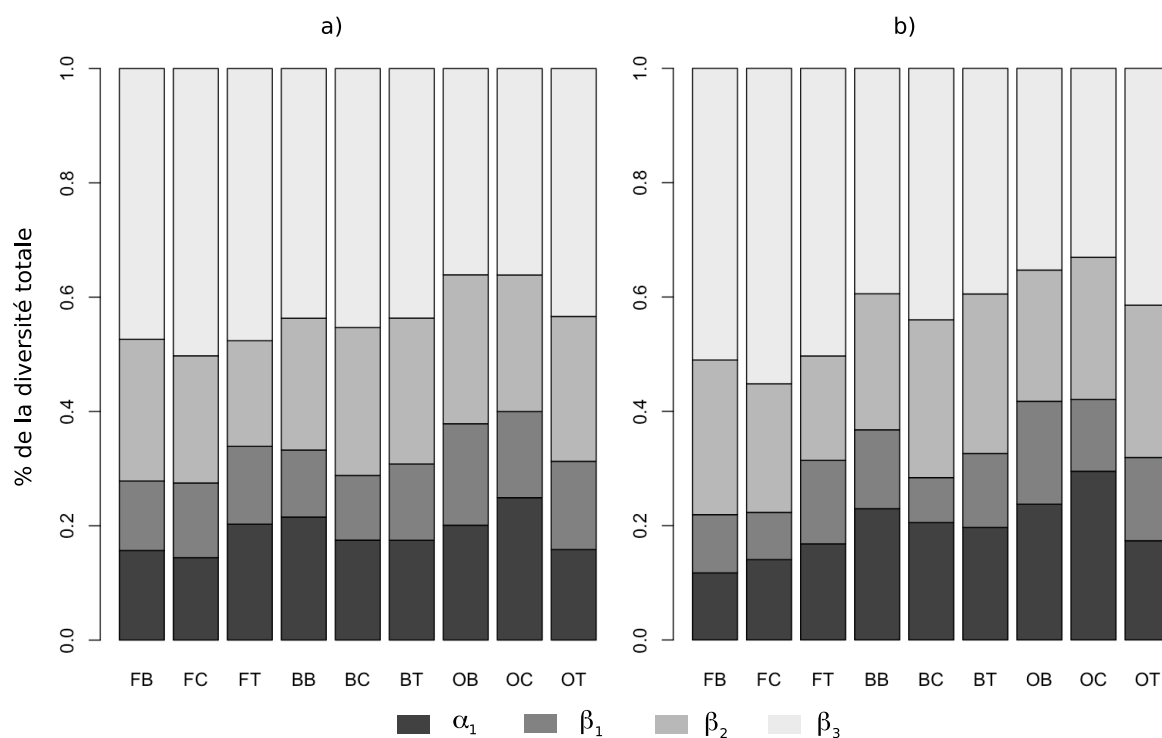 a)
b)
% de la diversité totale
1.0
0.8
0.6
0.4
0.2
0.0
FB FC FT BB BC BT OB OC OT
1.0
0.8
0.6
0.4
0.2
0.0
FB FC FT BB BC BT OB OC OT
α₁ β₁ β₂ β₃